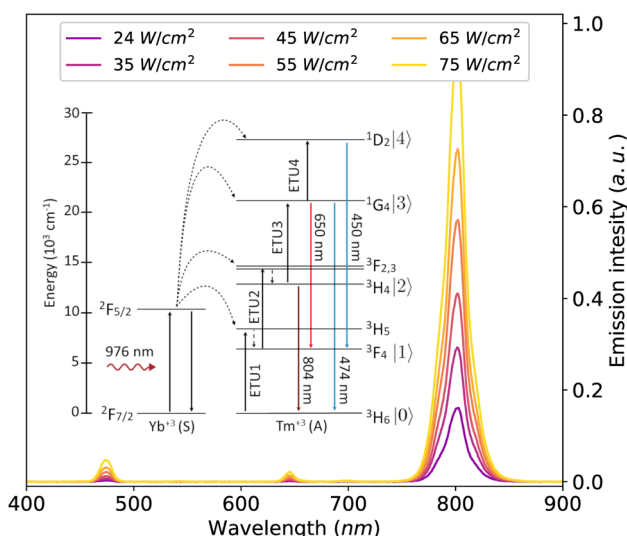 24 W/cm² 45 W/cm² 65 W/cm²
35 W/cm² 55 W/cm² 75 W/cm²
1.0
0.8
0.6
0.4
0.2
0.0
Emission intesity (a.u.)
30
25
20
15
10
5
0
Energy (10³ cm⁻¹)
²F₅/₂
976 nm
²F₇/₂
Yb⁺³ (S)
Tm⁺³ (A)
ETU1
ETU2
ETU3
ETU4
804 nm
650 nm
474 nm
450 nm
¹D₂|4⟩
¹G₄|3⟩
³F₂,₃
³H₄|2⟩
³H₅
³F₄ |1⟩
³H₆|0⟩
400 500 600 700 800 900
Wavelength (nm)